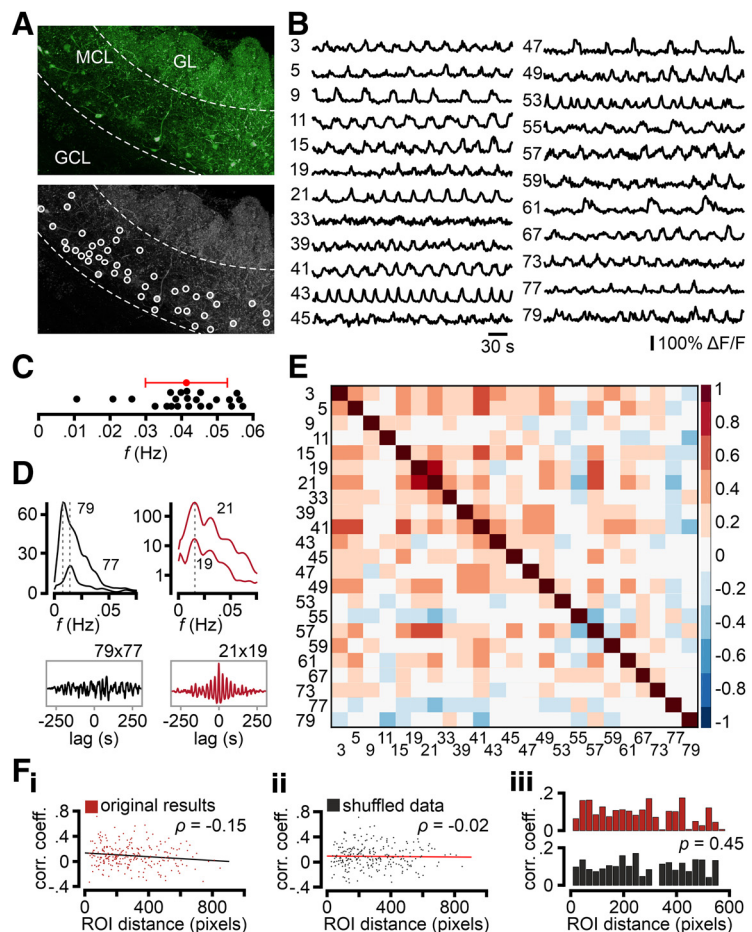 A
MCL
GL
GCL
B
3
5
9
11
15
19
21
33
39
41
43
45
30 s
47
49
53
55
57
59
61
67
73
77
79
100% ΔF/F
C
0 .01 .02 .03 .04 .05 .06
f (Hz)
D
60
30
0
79
77
0 .05
f (Hz)
100
10
1
21
19
0 .05
f (Hz)
79x77
-250 0 250
lag (s)
21x19
-250 0 250
lag (s)
E
3
5
9
11
15
19
21
33
39
41
43
45
47
49
53
55
57
59
61
67
73
77
79
5 11 19 33 41 45 49 55 59 67 77
3 9 15 21 39 43 47 53 57 61 73 79
1
0.8
0.6
0.4
0.2
0
-0.2
-0.4
-0.6
-0.8
-1
F i
original results
ρ = -0.15
corr. coeff.
.8
.4
0
-.4
0 400 800
ROI distance (pixels)
ii
shuffled data
ρ = -0.02
corr. coeff.
.8
.4
0
-.4
0 400 800
ROI distance (pixels)
iii
corr. coeff.
.2
0
p = 0.45
.2
0
0 200 400 600
ROI distance (pixels)